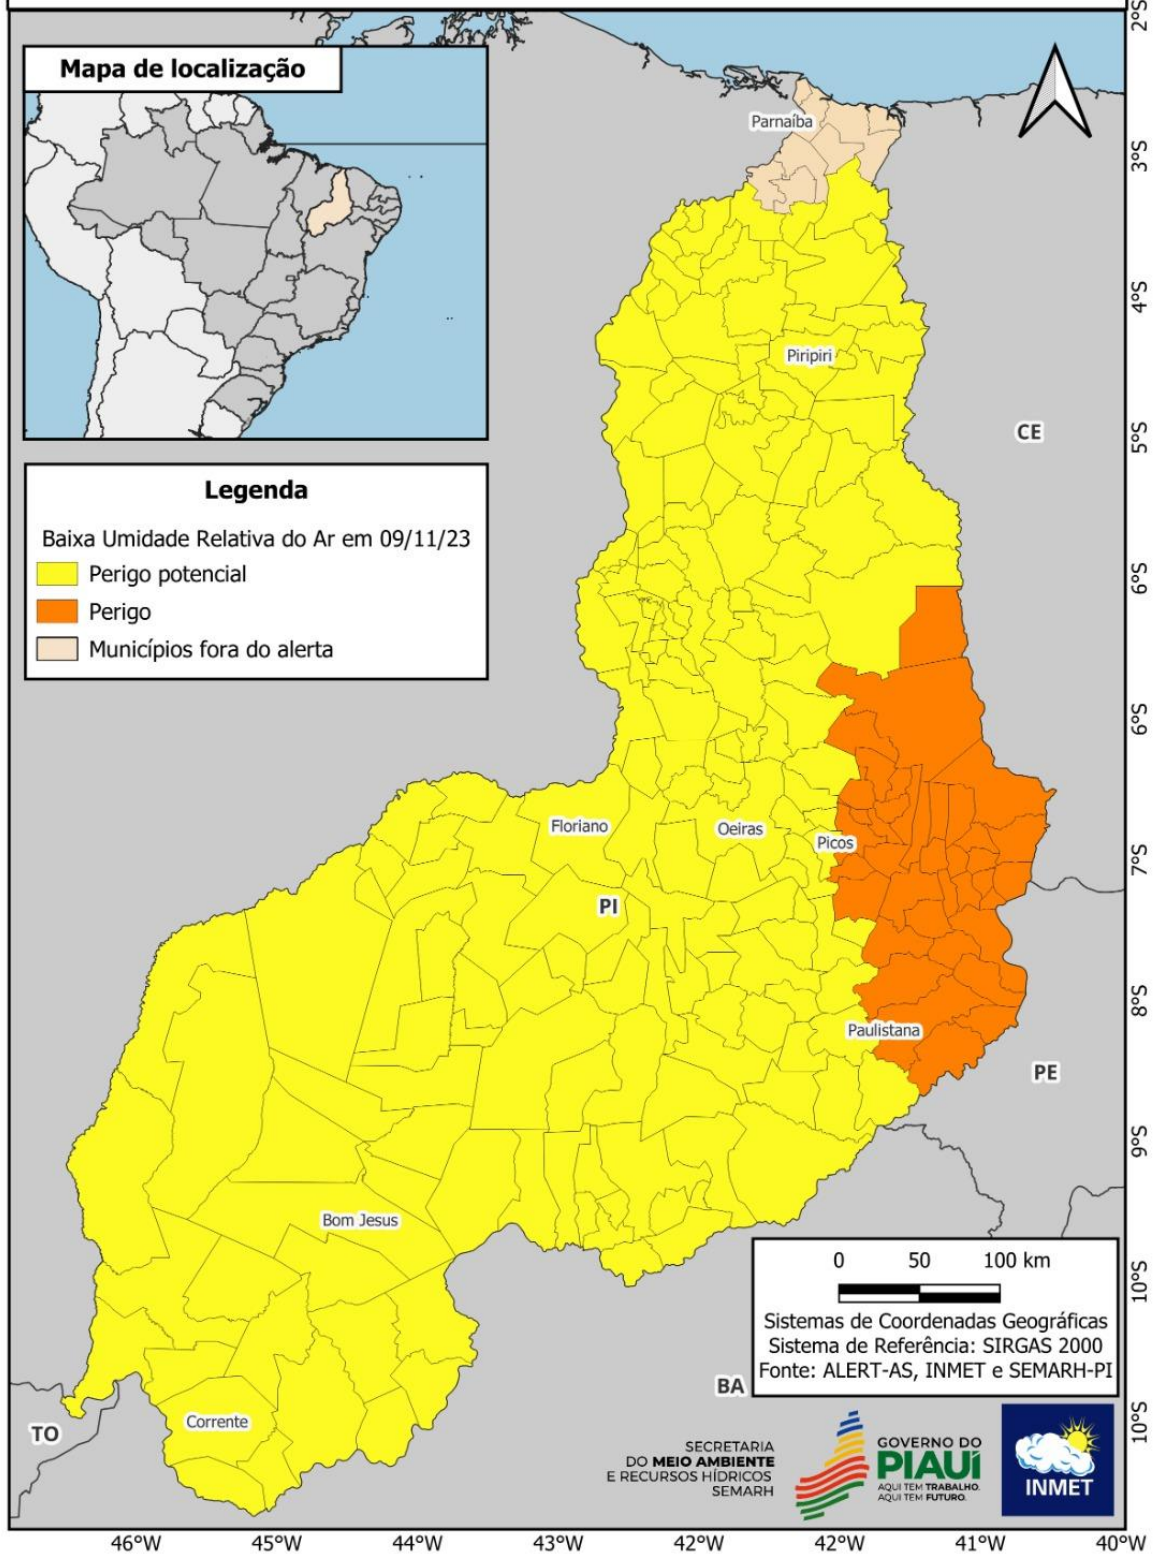 Mapa de localização
Legenda
Baixa Umidade Relativa do Ar em 09/11/23
Perigo potencial
Perigo
Municípios fora do alerta
Parnaíba
Piripiri
CE
Floriano
Oeiras
Picos
PI
Paulistana
PE
Bom Jesus
Corrente
BA
TO
2°S
3°S
4°S
5°S
6°S
6°S
7°S
8°S
9°S
10°S
10°S
0 50 100 km
Sistemas de Coordenadas Geográficas
Sistema de Referência: SIRGAS 2000
Fonte: ALERT-AS, INMET e SEMARH-PI
SECRETARIA
DO MEIO AMBIENTE
E RECURSOS HÍDRICOS
SEMARH
GOVERNO DO
PIAUÍ
AQUI TEM TRABALHO.
AQUI TEM FUTURO.
INMET
46°W 45°W 44°W 43°W 42°W 42°W 41°W 40°W